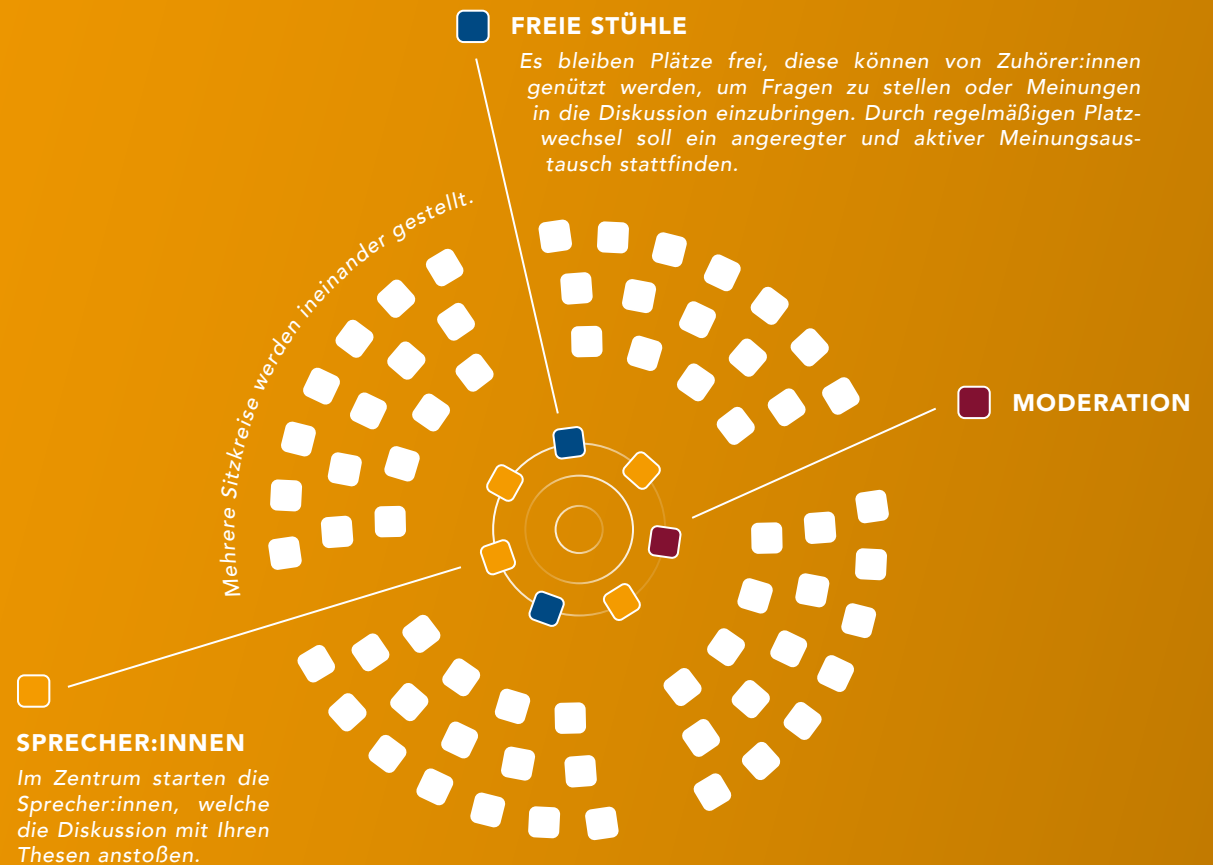 FREIE STÜHLE
Es bleiben Plätze frei, diese können von Zuhörer:innen
genützt werden, um Fragen zu stellen oder Meinungen
in die Diskussion einzubringen. Durch regelmäßigen Platz-
wechsel soll ein angeregter und aktiver Meinungsaus-
tausch stattfinden.
Mehrere Sitzkreise werden ineinander gestellt.
MODERATION
SPRECHER:INNEN
Im Zentrum starten die
Sprecher:innen, welche
die Diskussion mit Ihren
Thesen anstoßen.